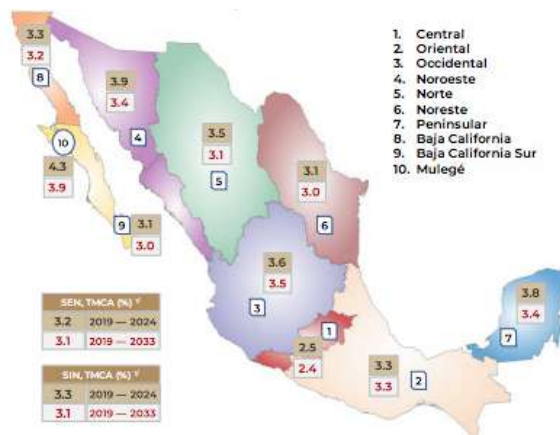 3.3
3.2
8
3.9
3.4
4
10
4.3
3.9
9
3.1
3.0
3.5
3.1
5
3.1
3.0
6
3.6
3.5
3
1
2.5
2.4
3.3
3.3
2
3.8
3.4
7
1. Central
2. Oriental
3. Occidental
4. Noroeste
5. Norte
6. Noreste
7. Peninsular
8. Baja California
9. Baja California Sur
10. Mulegé
SEN, TMCA (%) 1/
3.2 2019 — 2024
3.1 2019 — 2033
SIN, TMCA (%) 1/
3.3 2019 — 2024
3.1 2019 — 2033